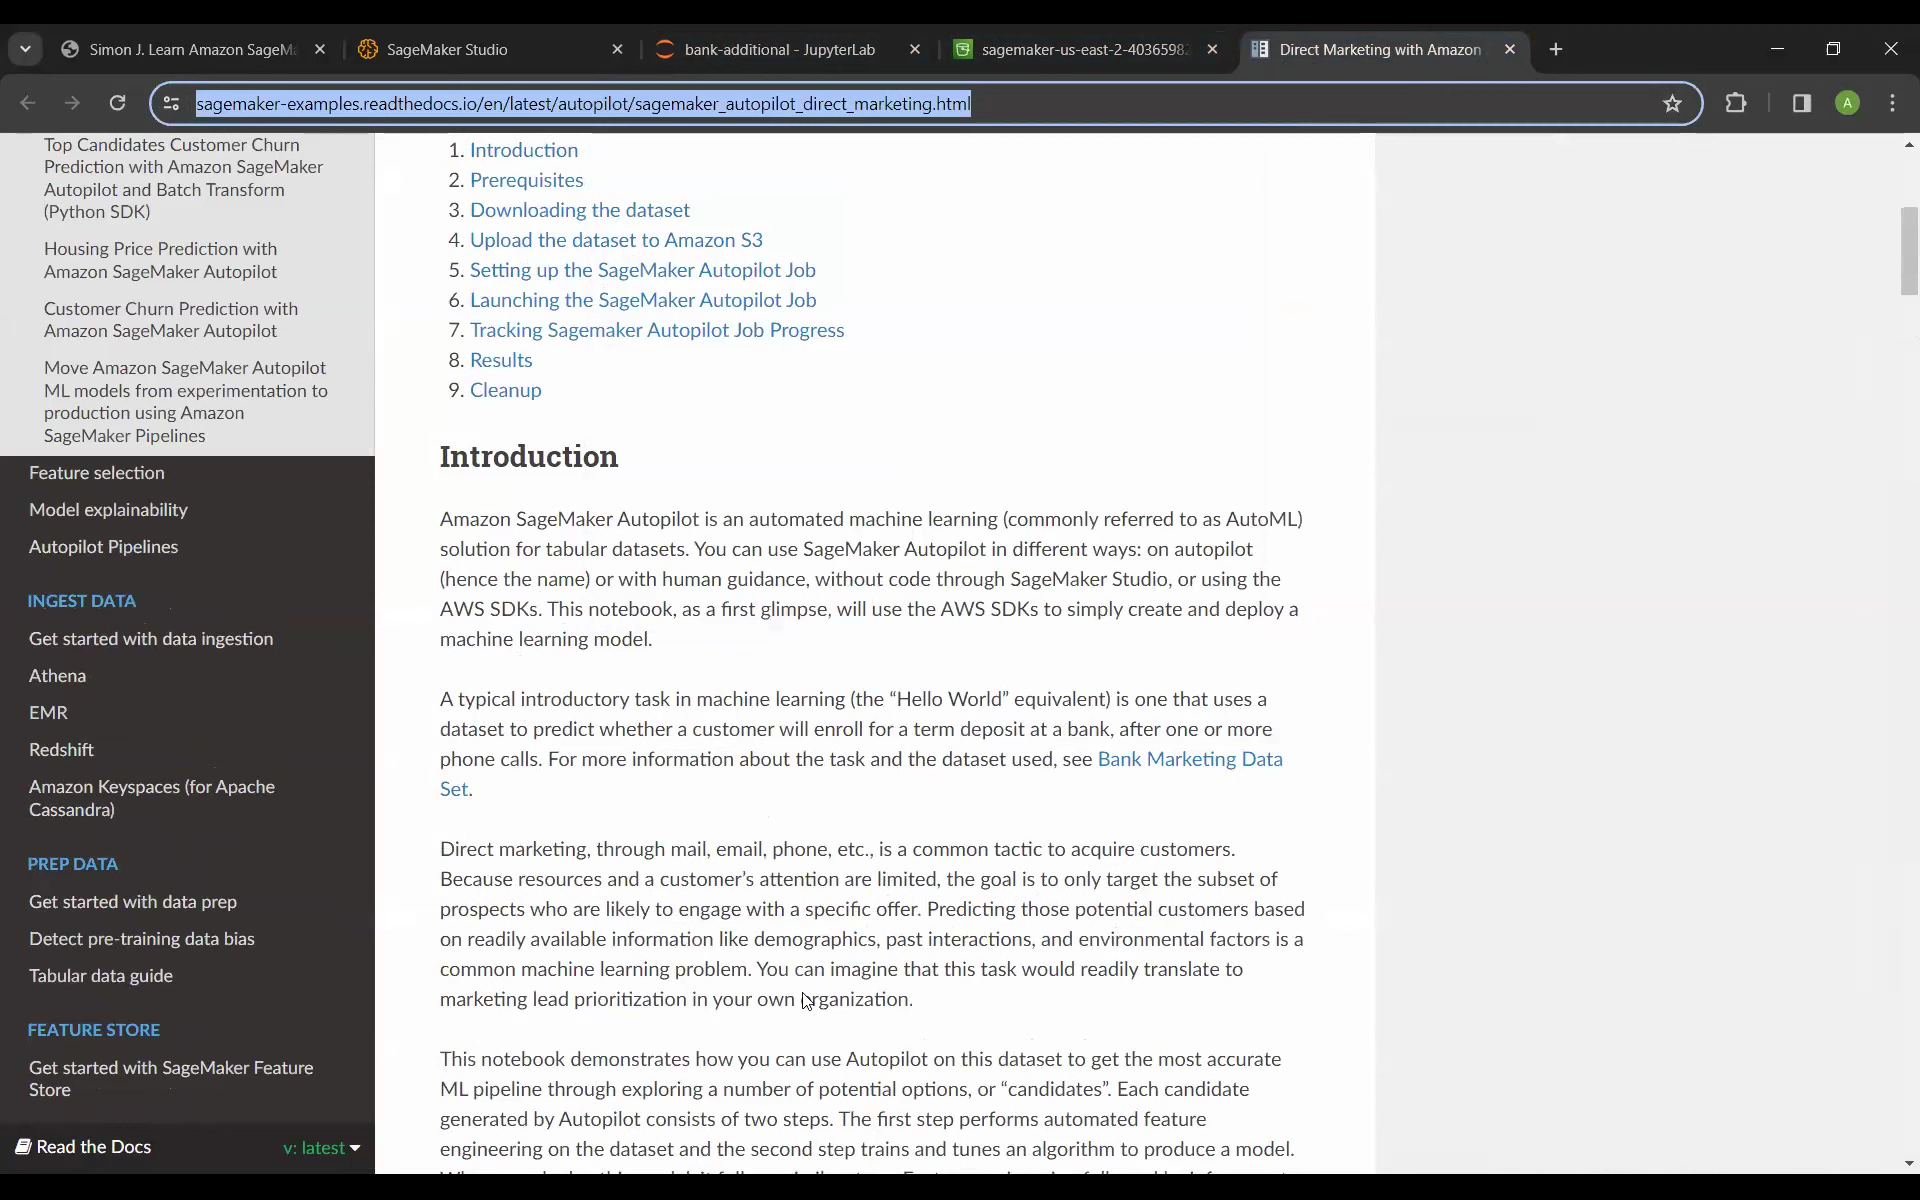 Simon J. Learn Amazon SageMa
SageMaker Studio
bank-additional - JupyterLab
sagemaker-us-east-2-40365982
Direct Marketing with Amazon
sagemaker-examples.readthedocs.io/en/latest/autopilot/sagemaker_autopilot_direct_marketing.html
A
Top Candidates Customer Churn
Prediction with Amazon SageMaker
Autopilot and Batch Transform
(Python SDK)
Housing Price Prediction with
Amazon SageMaker Autopilot
Customer Churn Prediction with
Amazon SageMaker Autopilot
Move Amazon SageMaker Autopilot
ML models from experimentation to
production using Amazon
SageMaker Pipelines
Feature selection
Model explainability
Autopilot Pipelines
INGEST DATA
Get started with data ingestion
Athena
EMR
Redshift
Amazon Keyspaces (for Apache
Cassandra)
PREP DATA
Get started with data prep
Detect pre-training data bias
Tabular data guide
FEATURE STORE
Get started with SageMaker Feature
Store
Read the Docs
v: latest
1. Introduction
2. Prerequisites
3. Downloading the dataset
4. Upload the dataset to Amazon S3
5. Setting up the SageMaker Autopilot Job
6. Launching the SageMaker Autopilot Job
7. Tracking Sagemaker Autopilot Job Progress
8. Results
9. Cleanup
Introduction
Amazon SageMaker Autopilot is an automated machine learning (commonly referred to as AutoML)
solution for tabular datasets. You can use SageMaker Autopilot in different ways: on autopilot
(hence the name) or with human guidance, without code through SageMaker Studio, or using the
AWS SDKs. This notebook, as a first glimpse, will use the AWS SDKs to simply create and deploy a
machine learning model.
A typical introductory task in machine learning (the “Hello World” equivalent) is one that uses a
dataset to predict whether a customer will enroll for a term deposit at a bank, after one or more
phone calls. For more information about the task and the dataset used, see Bank Marketing Data
Set.
Direct marketing, through mail, email, phone, etc., is a common tactic to acquire customers.
Because resources and a customer’s attention are limited, the goal is to only target the subset of
prospects who are likely to engage with a specific offer. Predicting those potential customers based
on readily available information like demographics, past interactions, and environmental factors is a
common machine learning problem. You can imagine that this task would readily translate to
marketing lead prioritization in your own organization.
This notebook demonstrates how you can use Autopilot on this dataset to get the most accurate
ML pipeline through exploring a number of potential options, or “candidates”. Each candidate
generated by Autopilot consists of two steps. The first step performs automated feature
engineering on the dataset and the second step trains and tunes an algorithm to produce a model.